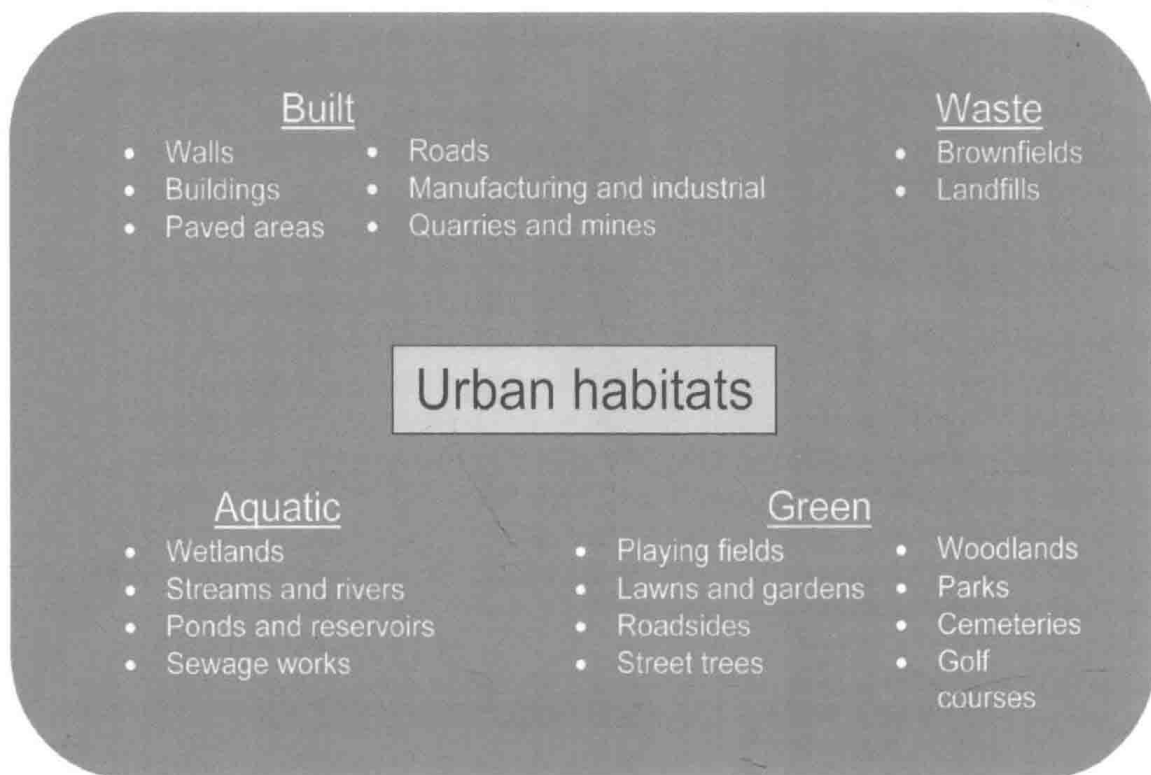 Built
• Walls
• Buildings
• Paved areas
• Roads
• Manufacturing and industrial
• Quarries and mines
Waste
• Brownfields
• Landfills
Urban habitats
Aquatic
• Wetlands
• Streams and rivers
• Ponds and reservoirs
• Sewage works
Green
• Playing fields
• Lawns and gardens
• Roadsides
• Street trees
• Woodlands
• Parks
• Cemeteries
• Golf
courses